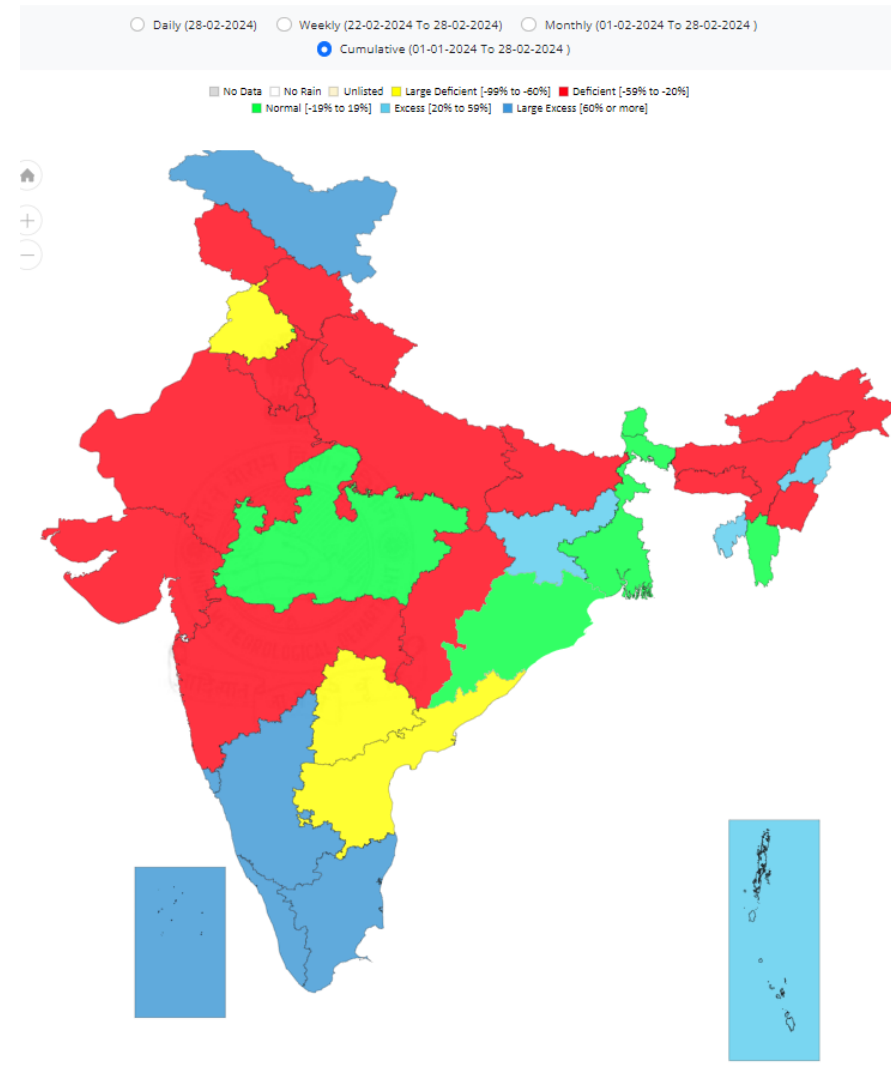 Daily (28-02-2024) Weekly (22-02-2024 To 28-02-2024) Monthly (01-02-2024 To 28-02-2024 )
Cumulative (01-01-2024 To 28-02-2024 )
No Data No Rain Unlisted Large Deficient [-99% to -60%] Deficient [-59% to -20%]
Normal [-19% to 19%] Excess [20% to 59%] Large Excess [60% or more]